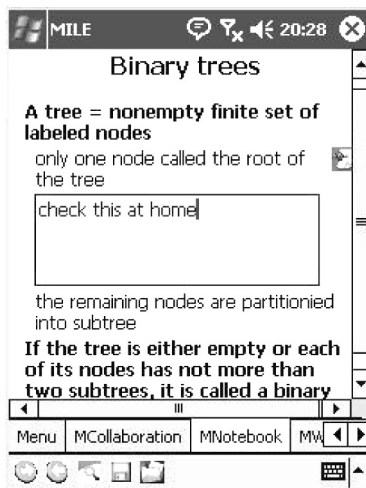 MILE 20:28
Binary trees
A tree = nonempty finite set of
labeled nodes
only one node called the root of
the tree
check this at home
the remaining nodes are partitionied
into subtree
If the tree is either empty or each
of its nodes has not more than
two subtrees, it is called a binary
Menu MCollaboration MNotebook MW